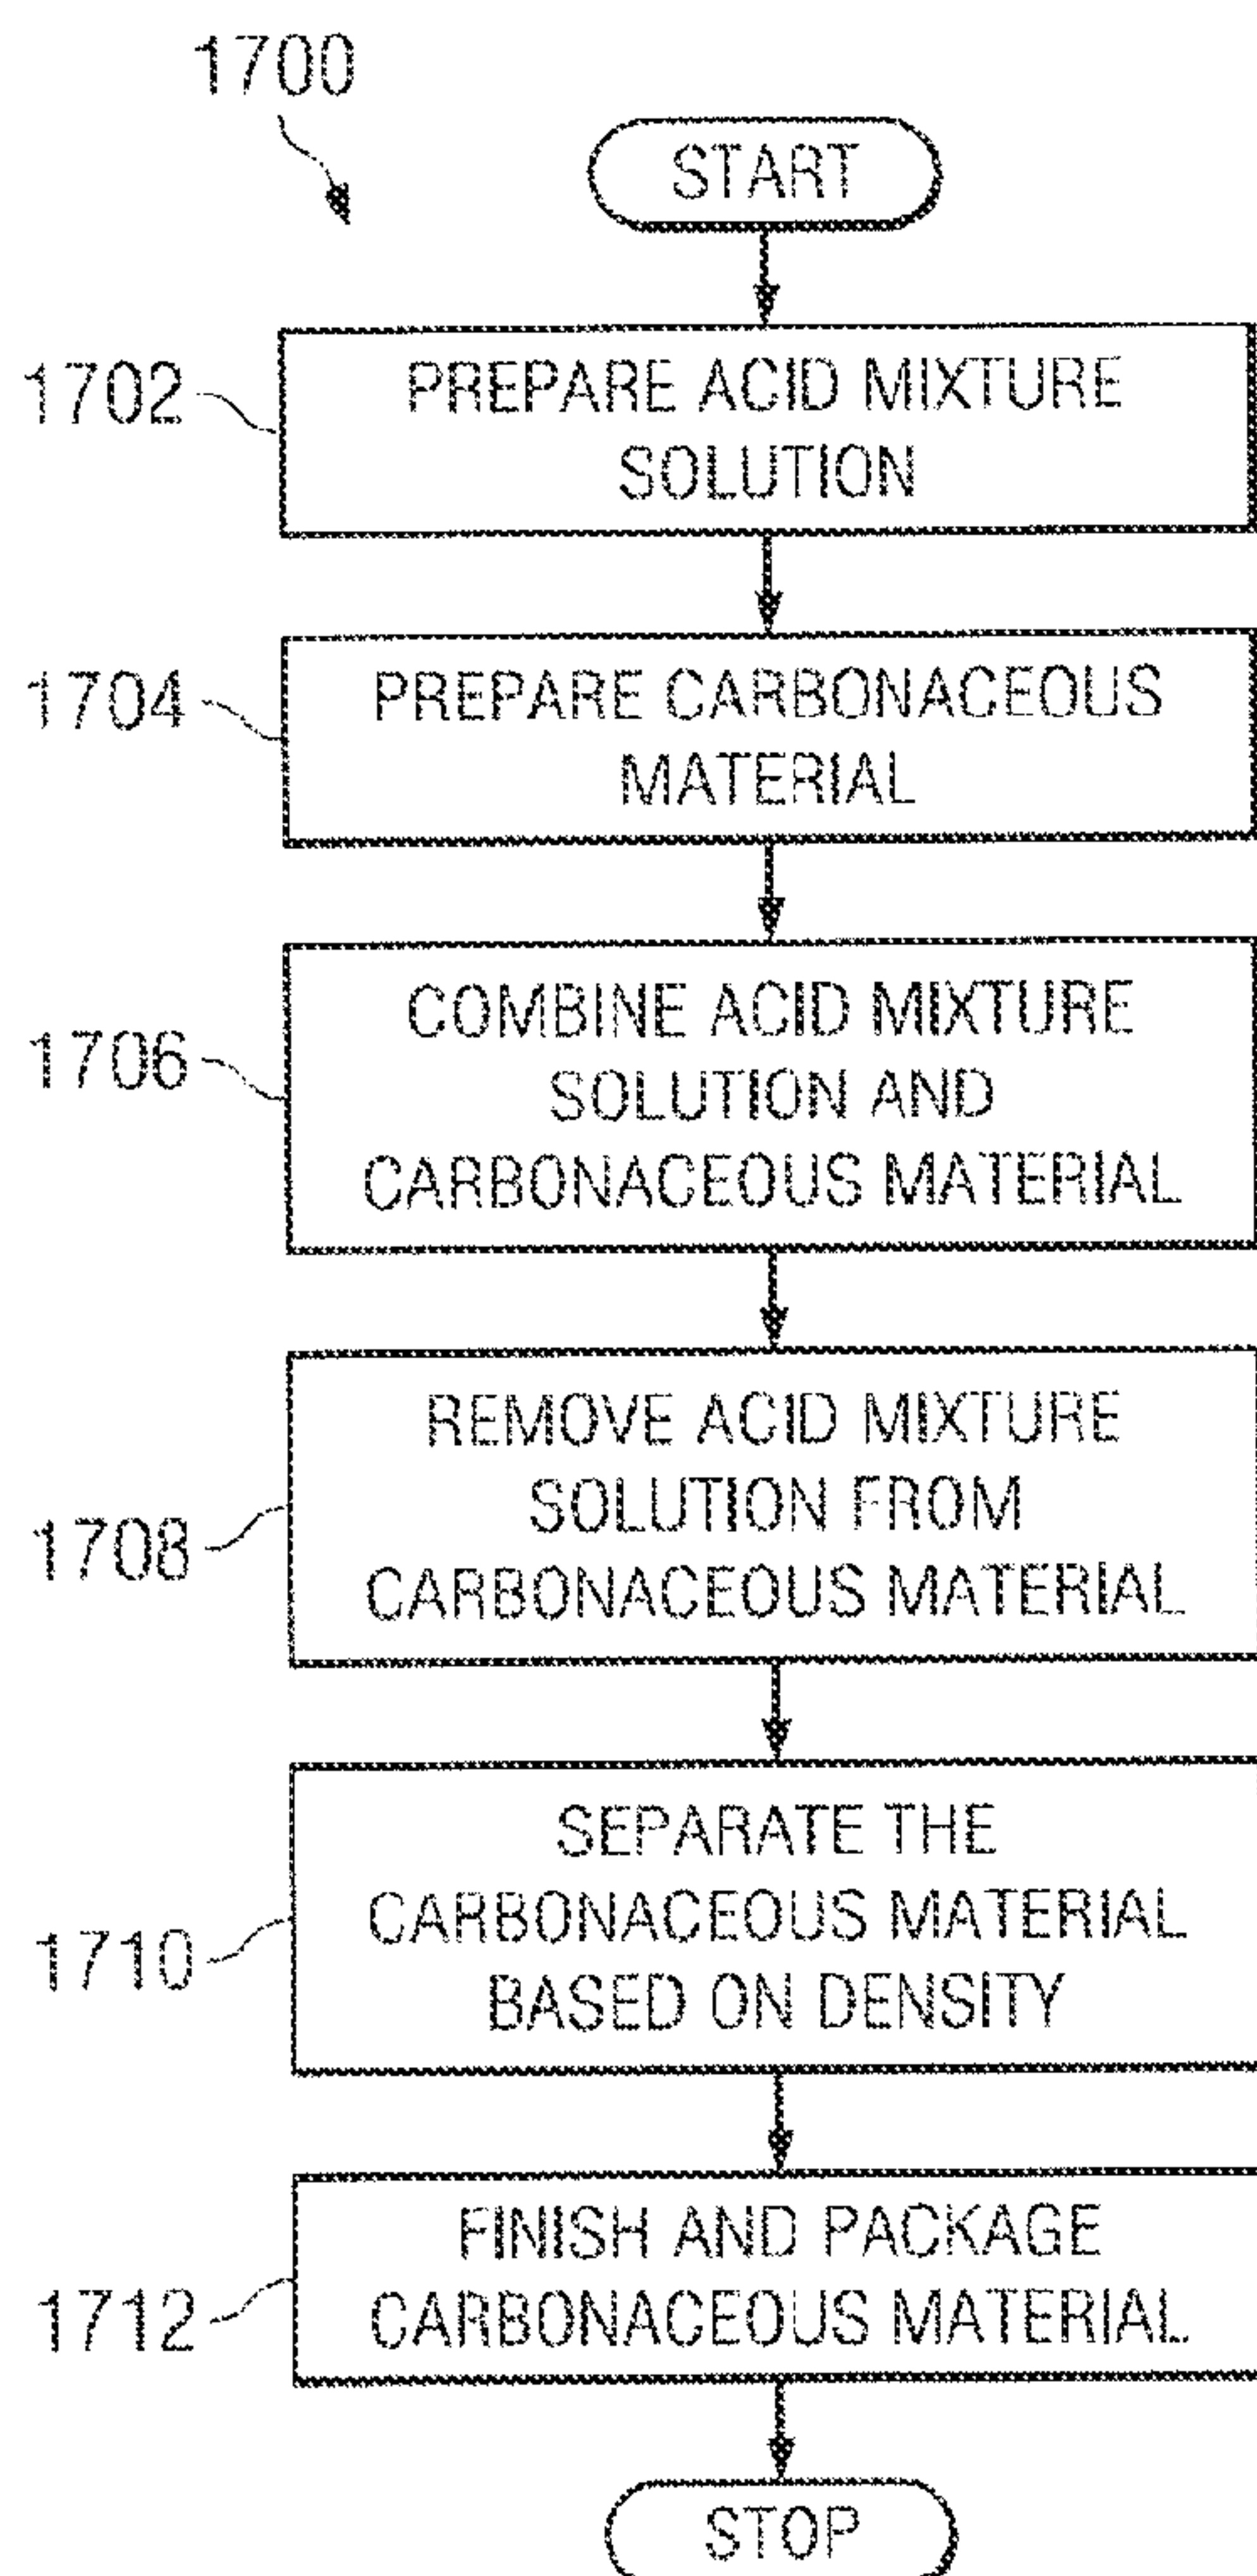 1700
START
1702
PREPARE ACID MIXTURE
SOLUTION
1704
PREPARE CARBONACEOUS
MATERIAL
1706
COMBINE ACID MIXTURE
SOLUTION AND
CARBONACEOUS MATERIAL
1708
REMOVE ACID MIXTURE
SOLUTION FROM
CARBONACEOUS MATERIAL
1710
SEPARATE THE
CARBONACEOUS MATERIAL
BASED ON DENSITY
1712
FINISH AND PACKAGE
CARBONACEOUS MATERIAL
STOP